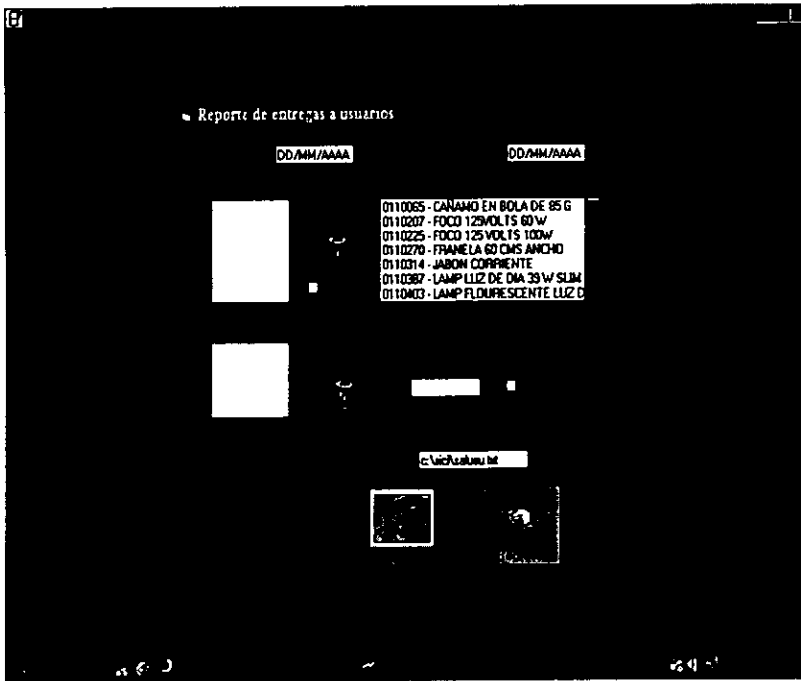 Reporte de entregas a usuarios
DD/MM/AAAA DD/MM/AAAA
0110065 - CAÑAMO EN BOLA DE 85 G
0110207 - FOCO 125VOLTS 60 W
0110225 - FOCO 125 VOLTS 100W
0110270 - FRANELA 60 CMS ANCHO
0110314 - JABON CORRIENTE
0110387 - LAMP LUZ DE DIA 39 W SLIM
0110403 - LAMP FLOURESCENTE LUZ D